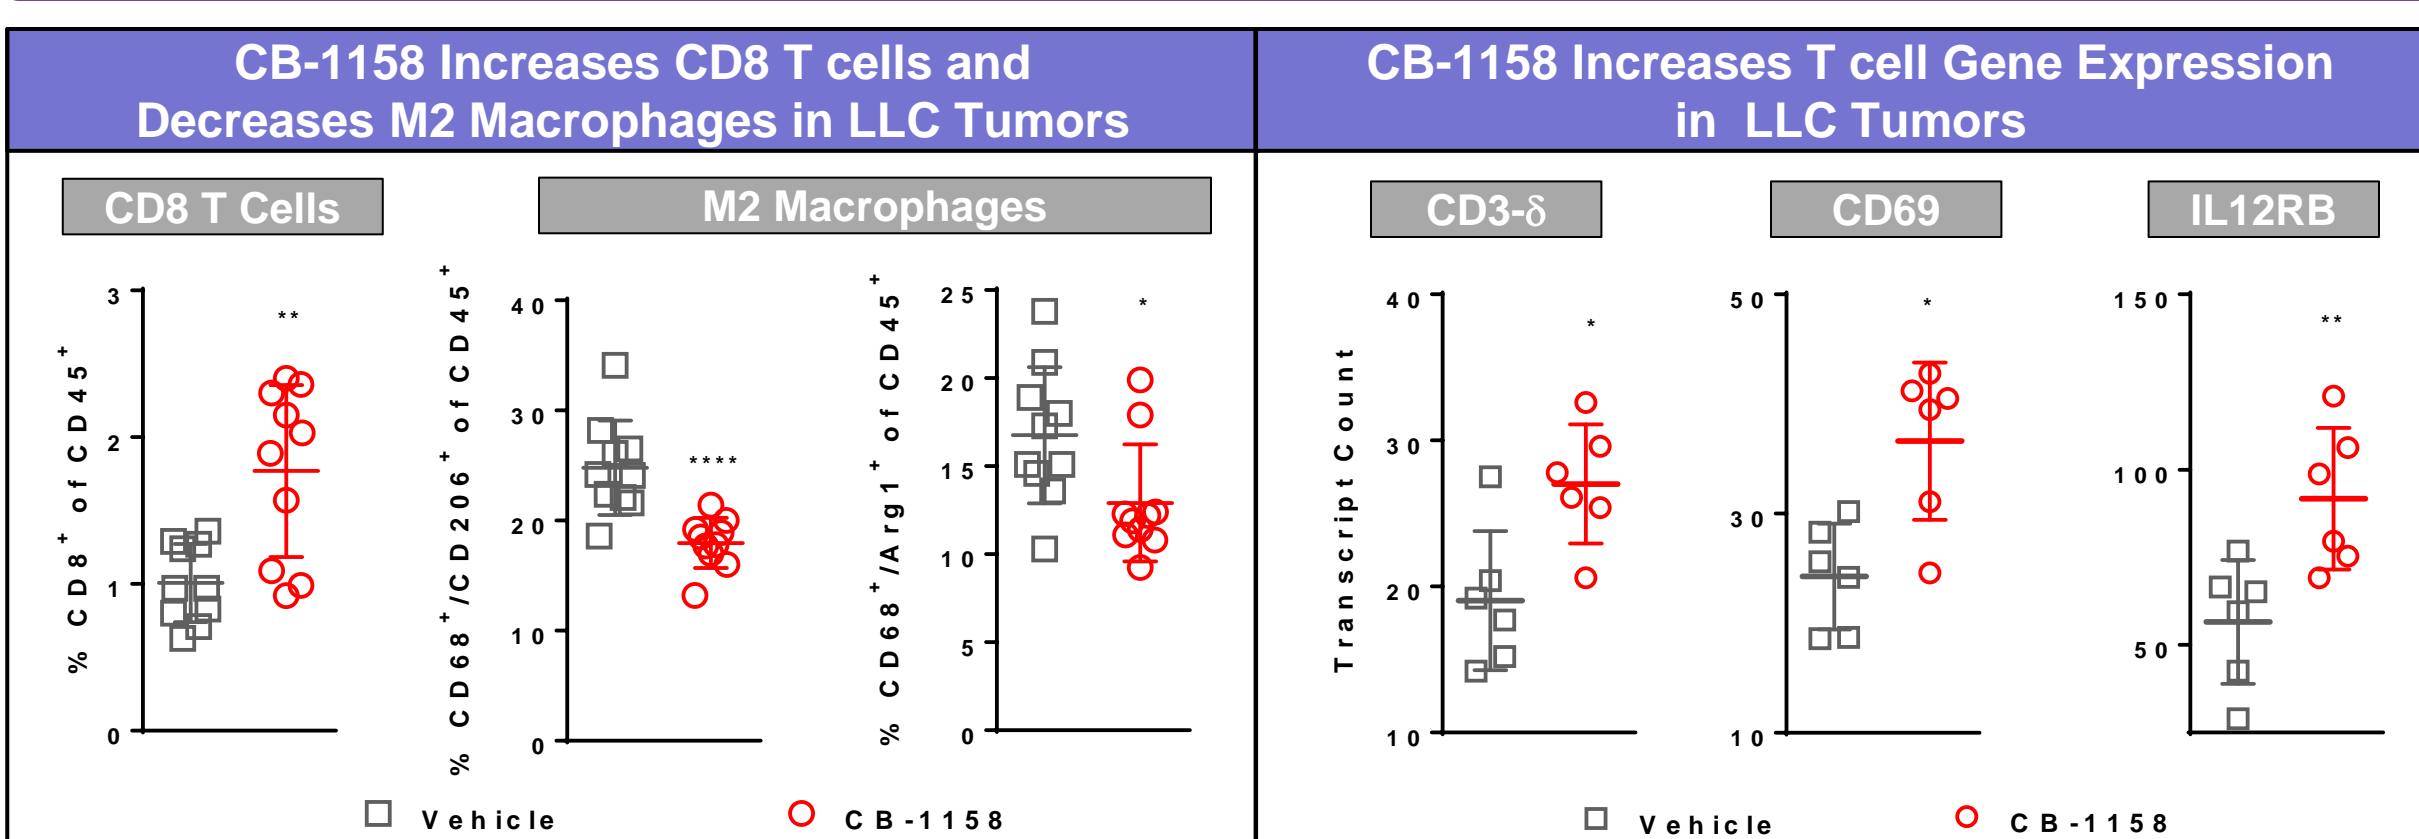 CB-1158 Increases CD8 T cells and
Decreases M2 Macrophages in LLC Tumors
CD8 T Cells
M2 Macrophages
% CD8+ of CD45+
3
2
1
0
**
% CD68+/CD206+ of CD45+
40
30
20
10
0
****
% CD68+/Arg1+ of CD45+
25
20
15
10
5
0
*
Vehicle
CB-1158
CB-1158 Increases T cell Gene Expression
in LLC Tumors
CD3-δ
CD69
IL12RB
Transcript Count
40
30
20
10
*
50
30
10
*
150
100
50
**
Vehicle
CB-1158